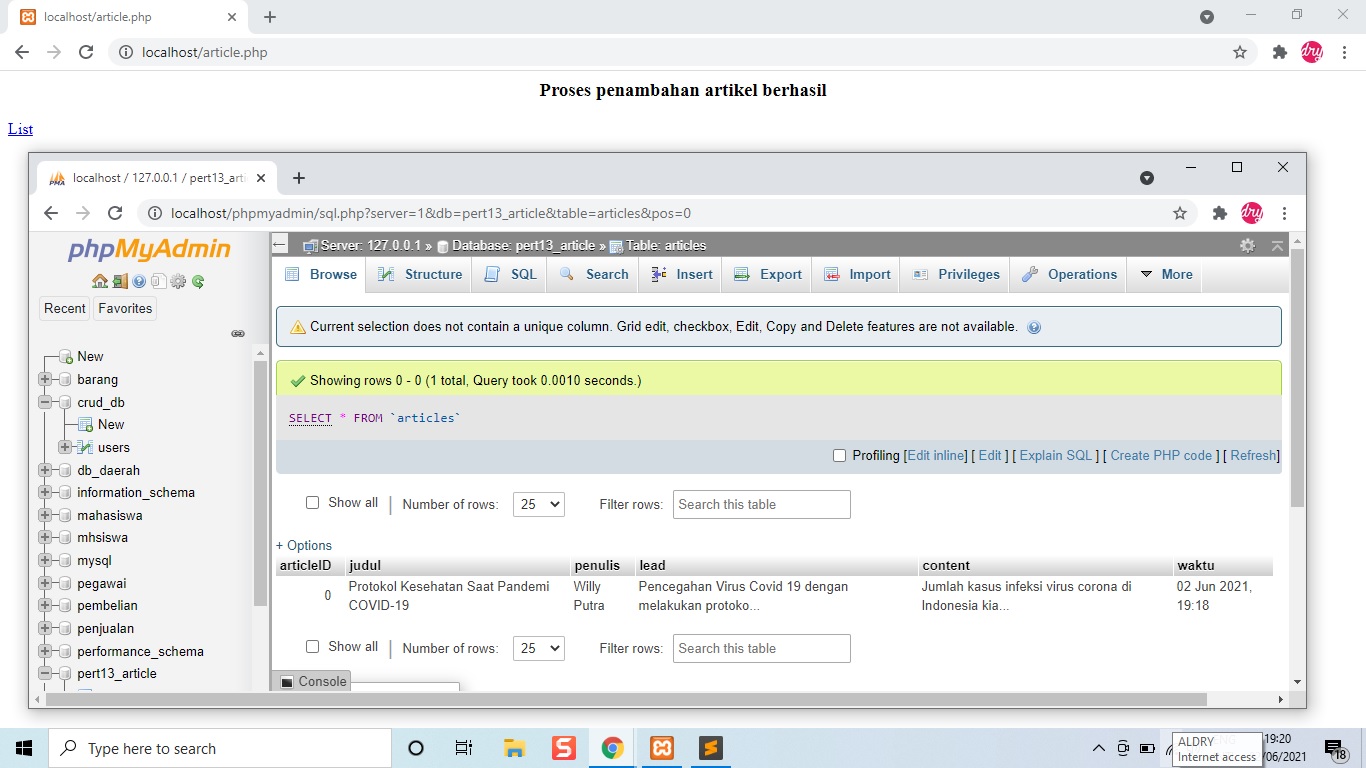 localhost/article.php
localhost/article.php
dry
Proses penambahan artikel berhasil
List
PMA localhost / 127.0.0.1 / pert13_arti
localhost/phpmyadmin/sql.php?server=1&db=pert13_article&table=articles&pos=0
dry
phpMyAdmin
Recent Favorites
New
barang
crud_db
New
users
db_daerah
information_schema
mahasiswa
mhsiswa
mysql
pegawai
pembelian
penjualan
performance_schema
pert13_article
Server: 127.0.0.1 » Database: pert13_article » Table: articles
Browse Structure SQL Search Insert Export Import Privileges Operations More
Current selection does not contain a unique column. Grid edit, checkbox, Edit, Copy and Delete features are not available.
Showing rows 0 - 0 (1 total, Query took 0.0010 seconds.)
SELECT * FROM `articles`
Profiling [Edit inline] [ Edit ] [ Explain SQL ] [ Create PHP code ] [ Refresh]
Show all | Number of rows: 25 Filter rows: Search this table
+ Options
articleID judul penulis lead content waktu
0 Protokol Kesehatan Saat Pandemi COVID-19 Willy Putra Pencegahan Virus Covid 19 dengan melakukan protoko... Jumlah kasus infeksi virus corona di Indonesia kia... 02 Jun 2021, 19:18
Show all | Number of rows: 25 Filter rows: Search this table
Console
Type here to search
ALDRY
Internet access
19:20
/06/2021
18